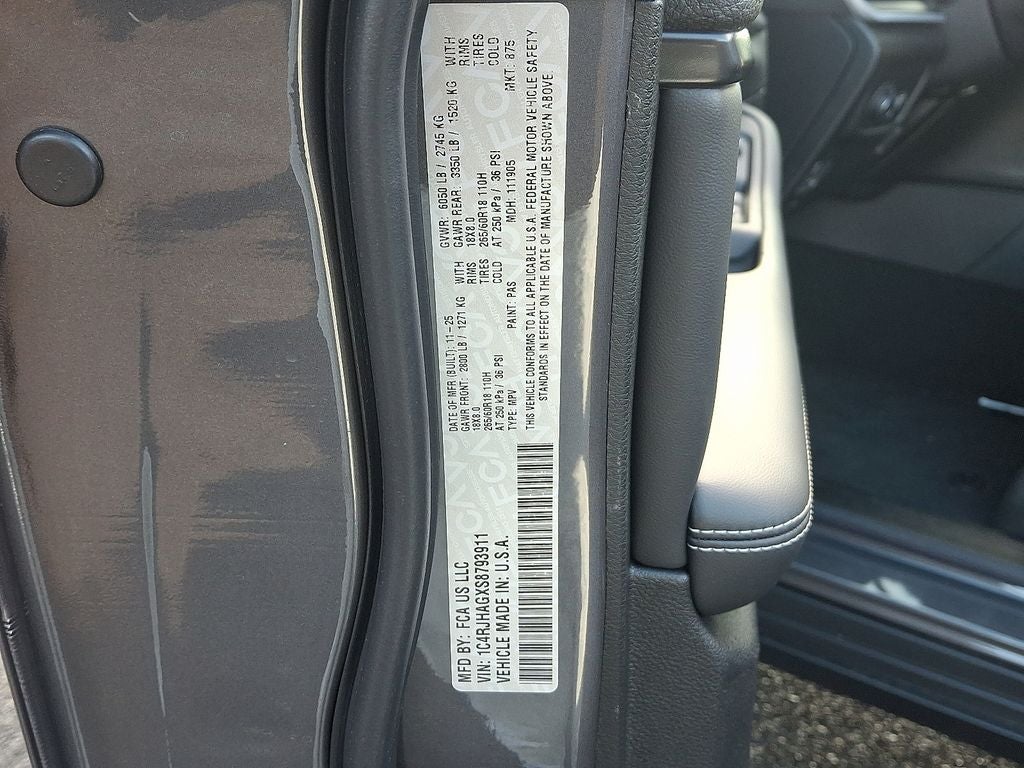 MFD BY: FCA US LLC
DATE OF MFR (BUILT): 11-25
GVWR: 6050 LB / 2745 KG
GAWR FRONT: 2800 LB / 1271 KG WITH
18X8.0 RIMS
265/60R18 110H TIRES
AT 250 kPa / 36 PSI COLD
GAWR REAR: 3350 LB / 1520 KG WITH
18X8.0 RIMS
265/60R18 110H TIRES
AT 250 kPa / 36 PSI COLD
VIN: 1C4RJHAGXS8793911
TYPE: MPV PAINT: PAS MDH: 111905 MKT: 875
VEHICLE MADE IN: U.S.A.
THIS VEHICLE CONFORMS TO ALL APPLICABLE U.S.A. FEDERAL MOTOR VEHICLE SAFETY
STANDARDS IN EFFECT ON THE DATE OF MANUFACTURE SHOWN ABOVE.